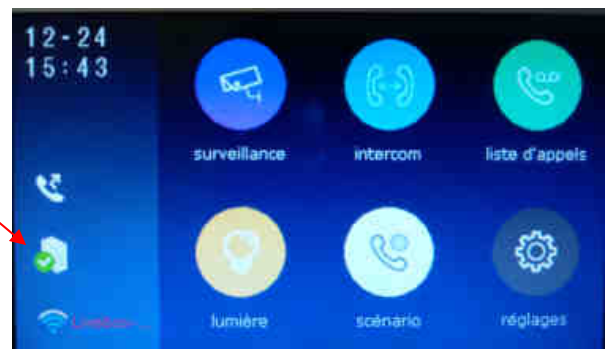 12-24
15:43
surveillance
intercom
liste d'appels
lumière
scénario
réglages